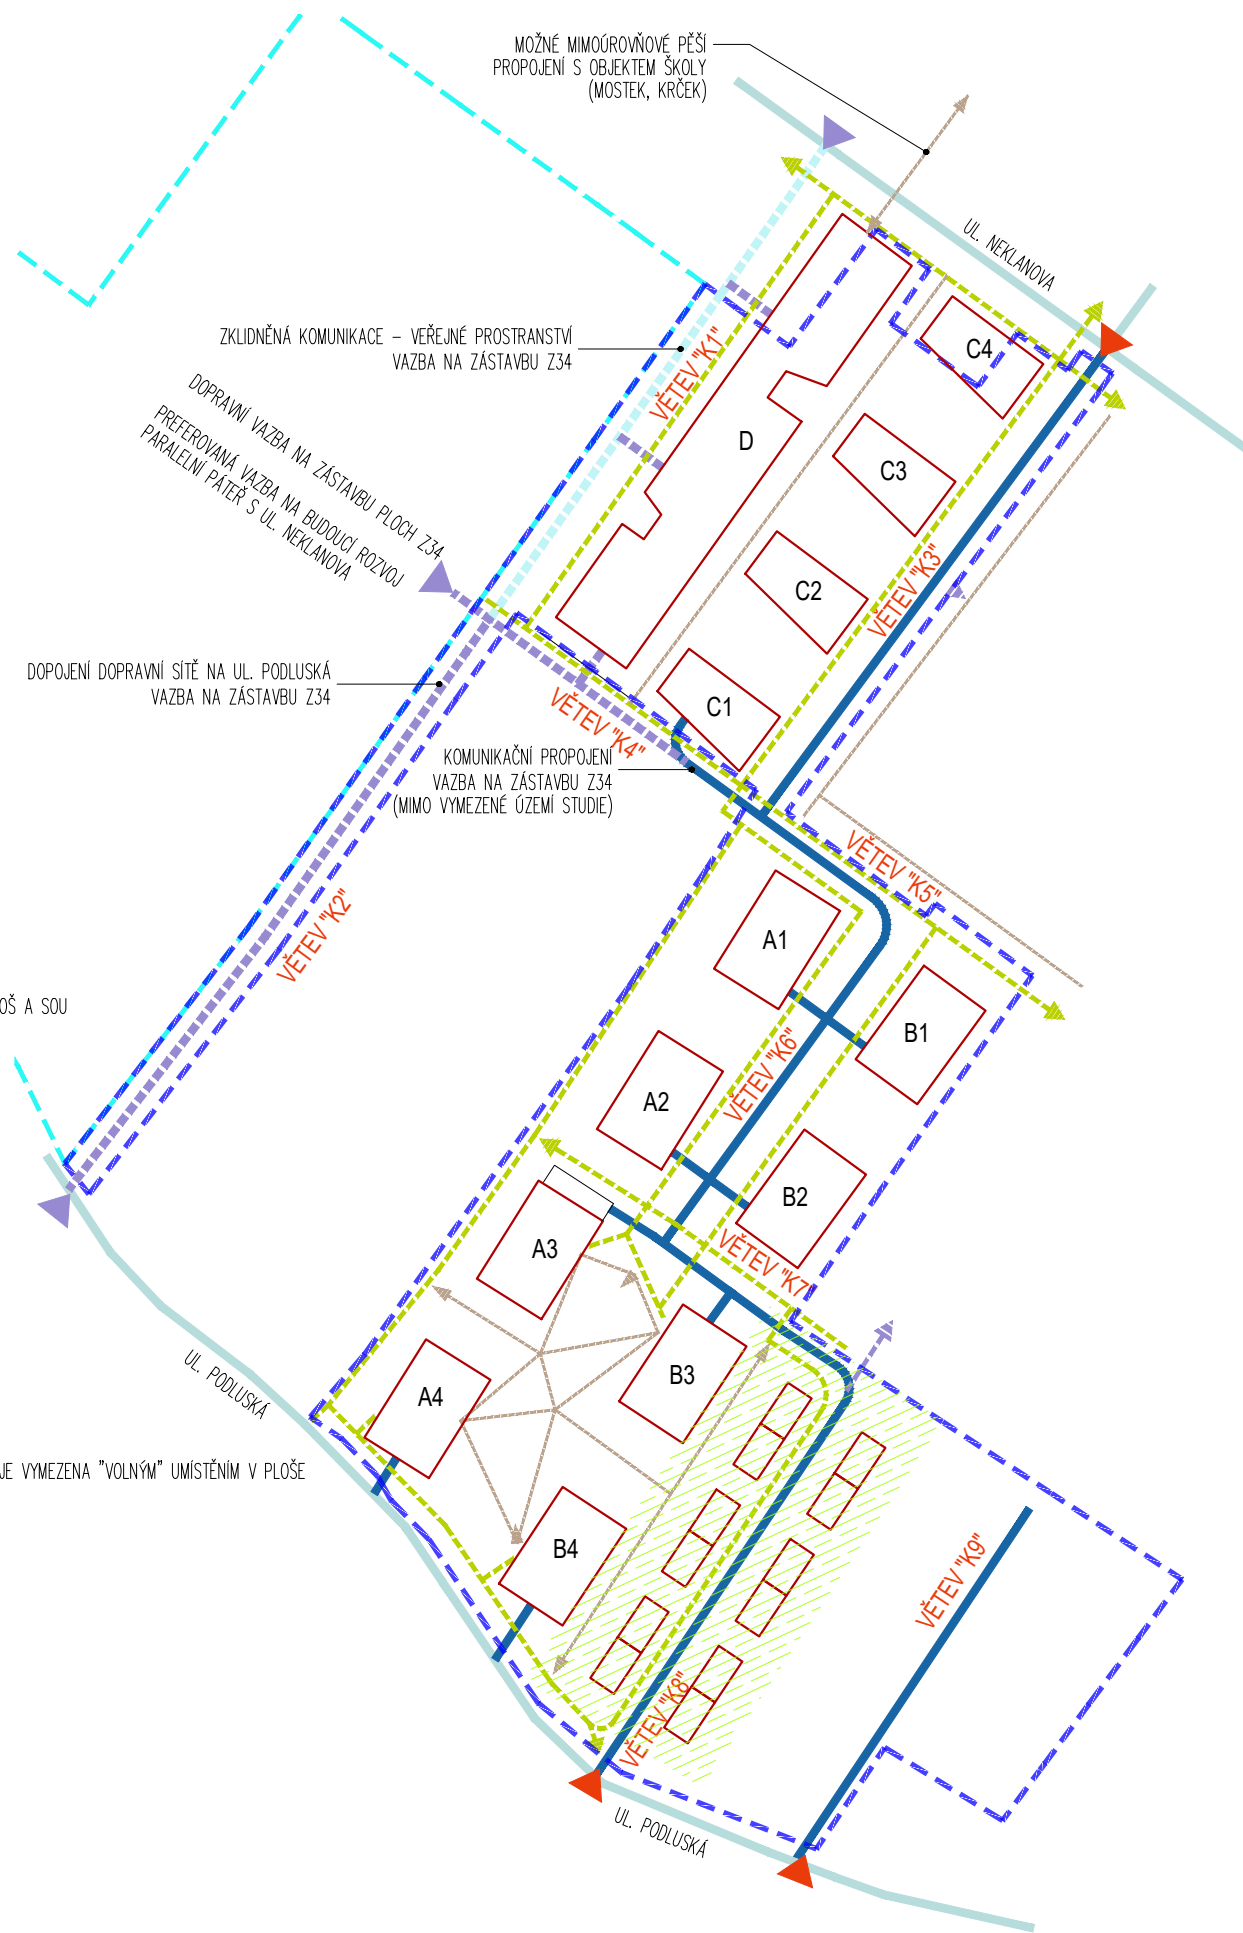 MOŽNÉ MIMOÚROVŇOVÉ PĚŠÍ
PROPOJENÍ S OBJEKTEM ŠKOLY
(MOSTEK, KRČEK)
UL. NEKLANOVA
ZKLIDNĚNÁ KOMUNIKACE – VEŘEJNÉ PROSTRANSTVÍ
VAZBA NA ZÁSTAVBU Z34
VĚTEV "K1"
C4
DOPRAVNÍ VAZBA NA ZÁSTAVBU PLOCH Z34
PREFEROVANÁ VAZBA NA BUDOUCÍ ROZVOJ
PARALELNÍ PÁTEŘ S UL. NEKLANOVA
D
C3
C2
VĚTEV "K3"
DOPOJENÍ DOPRAVNÍ SÍTĚ NA UL. PODLUSKÁ
VAZBA NA ZÁSTAVBU Z34
C1
VĚTEV "K4"
KOMUNIKAČNÍ PROPOJENÍ
VAZBA NA ZÁSTAVBU Z34
(MIMO VYMEZENÉ ÚZEMÍ STUDIE)
VĚTEV "K5"
VĚTEV "K2"
A1
OŠ A SOU
B1
VĚTEV "K6"
A2
B2
A3
VĚTEV "K7
UL. PODLUSKÁ
B3
A4
JE VYMEZENA "VOLNÝM" UMÍSTĚNÍM V PLOŠE
B4
VĚTEV "K9"
VĚTEV "K8"
UL. PODLUSKÁ